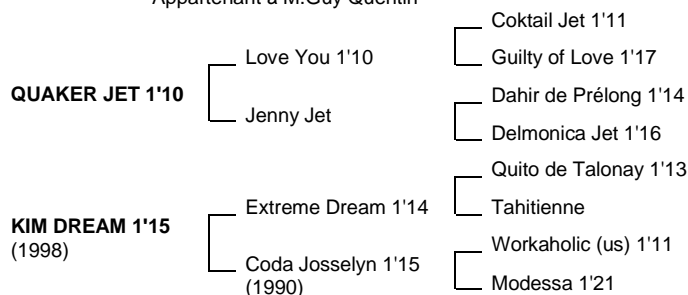 Appartenant à M.Guy Quentin
Coktail Jet 1'11
Love You 1'10
Guilty of Love 1'17
QUAKER JET 1'10
Dahir de Prélong 1'14
Jenny Jet
Delmonica Jet 1'16
Quito de Talonay 1'13
Extreme Dream 1'14
Tahitienne
KIM DREAM 1'15
(1998)
Workaholic (us) 1'11
Coda Josselyn 1'15
(1990)
Modessa 1'21